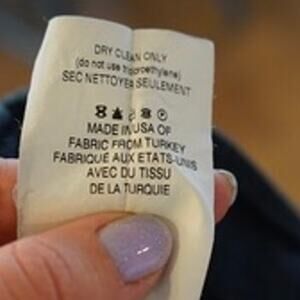 DRY CLEAN ONLY
(do not use trichloroethylene)
SEC NETTOYER SEULEMENT
MADE IN USA OF
FABRIC FROM TURKEY
FABRIQUÉ AUX ETATS-UNIS
AVEC DU TISSU
DE LA TURQUIE